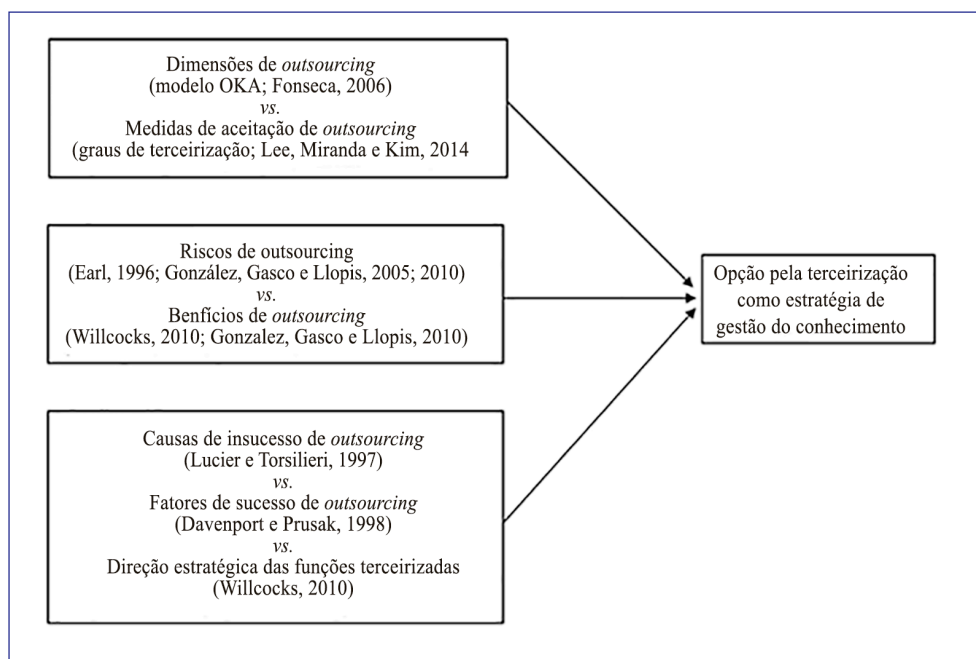 Dimensões de outsourcing
(modelo OKA; Fonseca, 2006)
vs.
Medidas de aceitação de outsourcing
(graus de terceirização; Lee, Miranda e Kim, 2014
Riscos de outsourcing
(Earl, 1996; González, Gasco e Llopis, 2005; 2010)
vs.
Benfícios de outsourcing
(Willcocks, 2010; Gonzalez, Gasco e Llopis, 2010)
Causas de insucesso de outsourcing
(Lucier e Torsilieri, 1997)
vs.
Fatores de sucesso de outsourcing
(Davenport e Prusak, 1998)
vs.
Direção estratégica das funções terceirizadas
(Willcocks, 2010)
Opção pela terceirização
como estratégia de
gestão do conhecimento